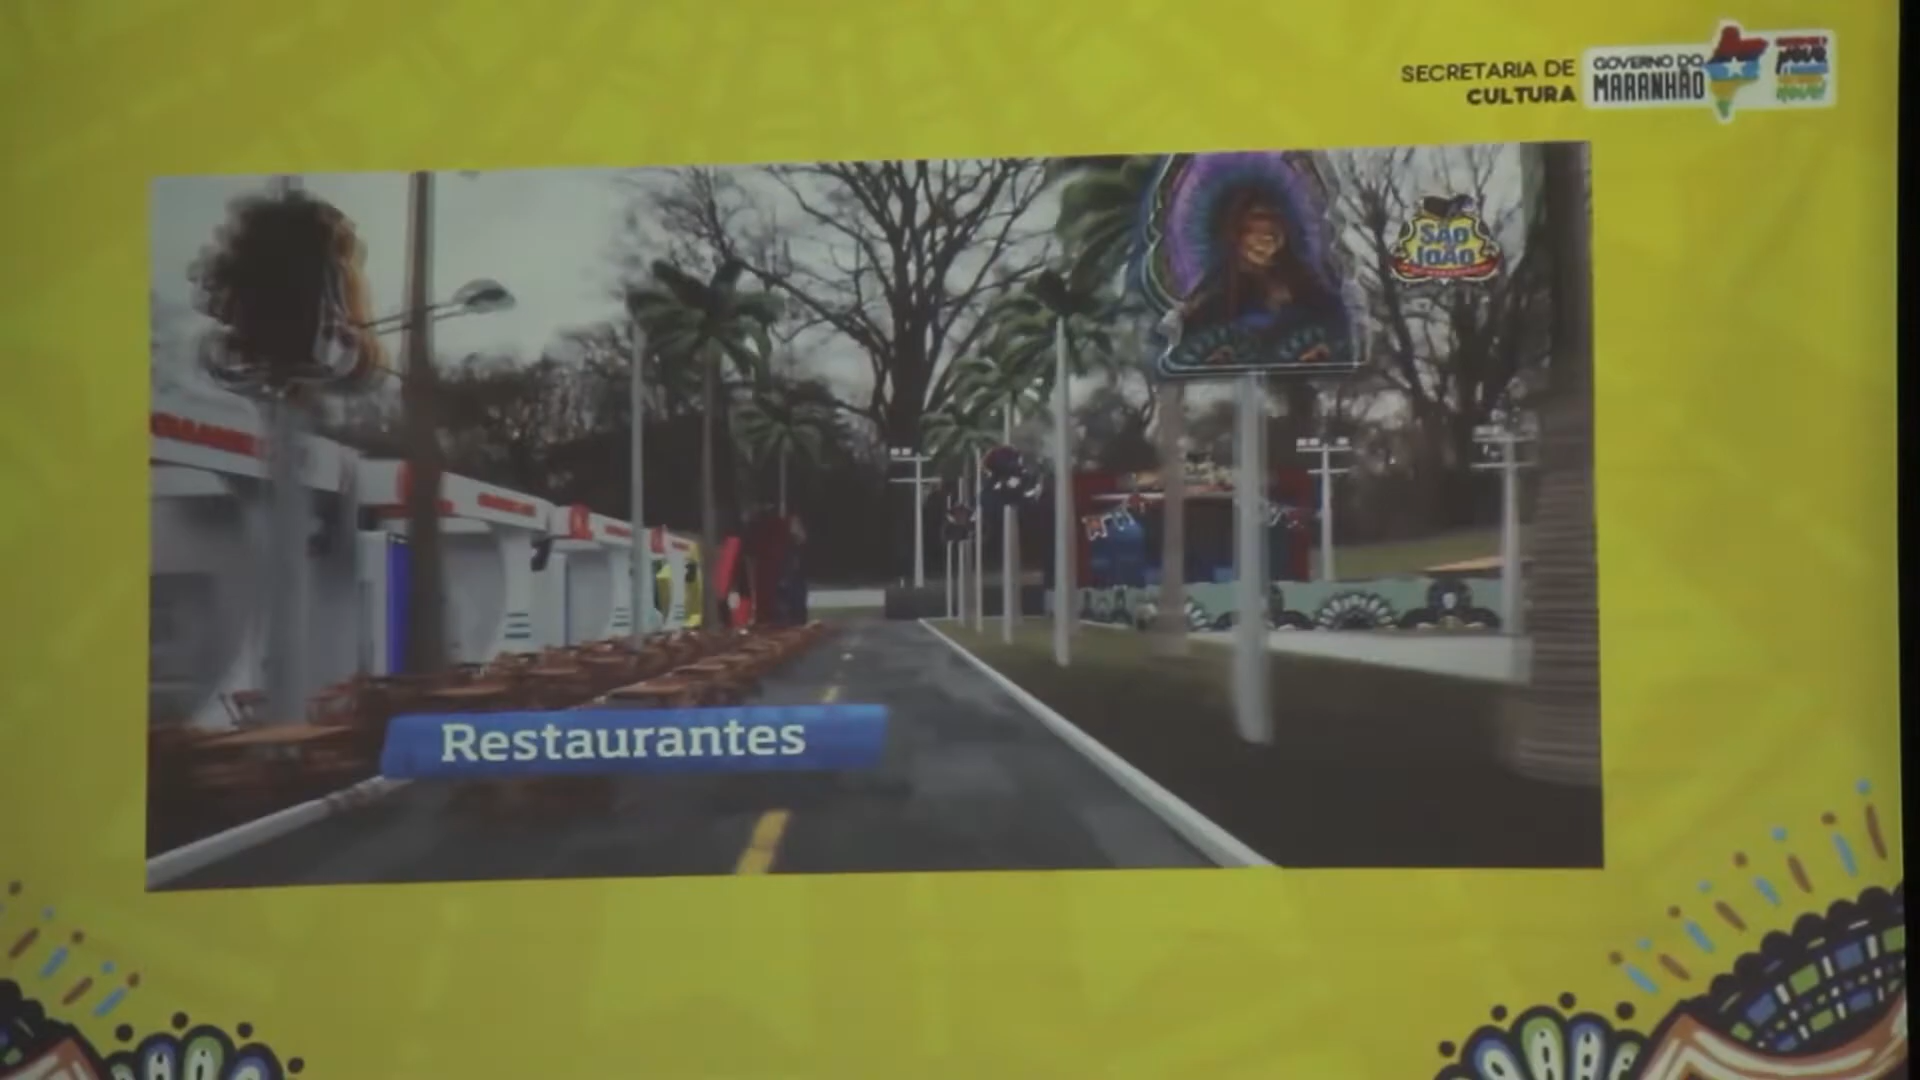 SECRETARIA DE
CULTURA
GOVERNO DO
MARANHÃO
SÃO
JOÃO
Restaurantes